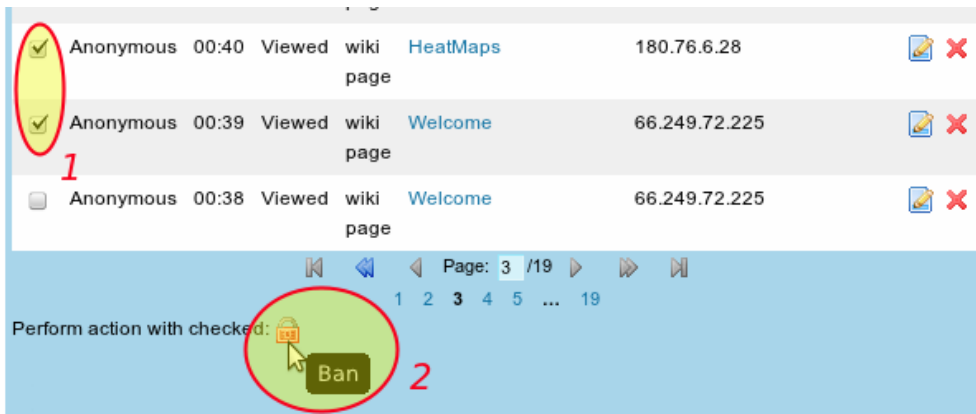 Anonymous 00:40 Viewed wiki HeatMaps 180.76.6.28
page
Anonymous 00:39 Viewed wiki Welcome 66.249.72.225
page
1
Anonymous 00:38 Viewed wiki Welcome 66.249.72.225
page
Page: 3 /19
1 2 3 4 5 ... 19
Perform action with checked:
Ban
2